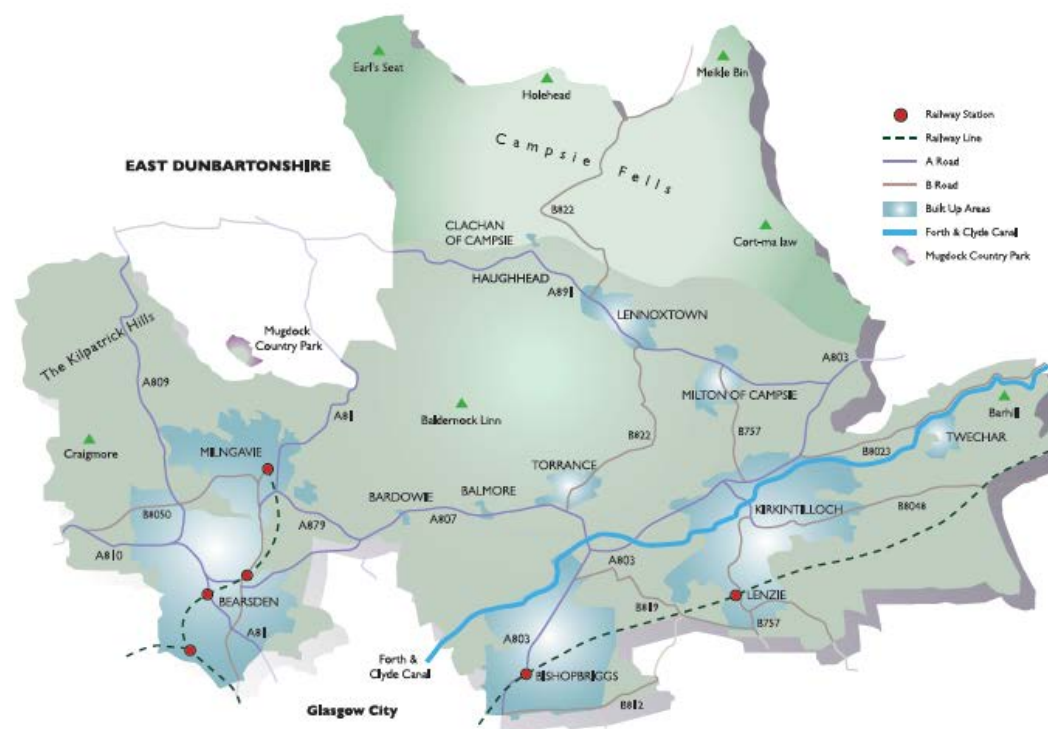 Earl's Seat
Holehead
Meikle Bin
Campsie Fells
EAST DUNBARTONSHIRE
Railway Station
Railway Line
A Road
B Road
Built Up Areas
Forth & Clyde Canal
Mugdock Country Park
B822
CLACHAN
OF CAMPSIE
Cort-ma law
HAUGHHEAD
A891
LENNOXTOWN
The Kilpatrick Hills
Mugdock
Country Park
A803
A809
A81
MILTON OF CAMPSIE
Baldernock Linn
Barhill
Craigmore
MILNGAVIE
B822
B757
TWECHAR
B8023
TORRANCE
BARDOWIE
BALMORE
KIRKINTILLOCH
B8048
B8050
A879
A807
A810
A803
BEARSDEN
LENZIE
B819
B757
A81
A803
Forth &
Clyde Canal
BISHOPBRIGGS
Glasgow City
B812